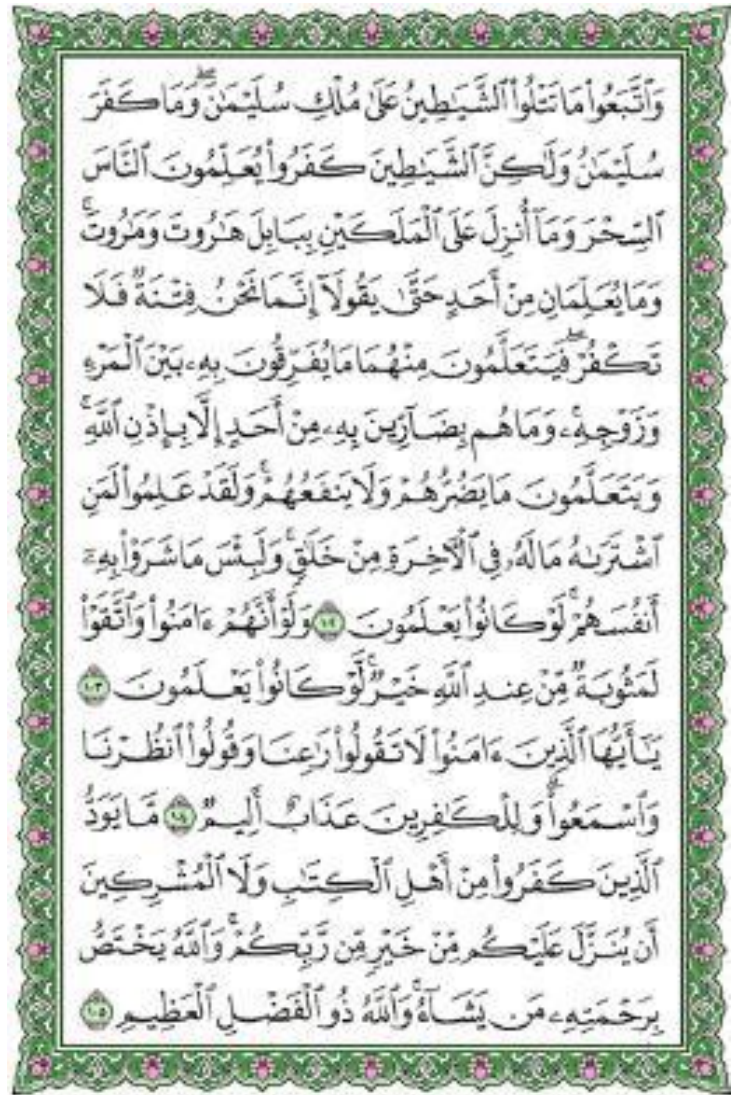 وَٱتَّبَعُوا۟ مَا تَتْلُوا۟ ٱلشَّيَٰطِينُ عَلَىٰ مُلْكِ سُلَيْمَٰنَۖ وَمَا كَفَرَ
سُلَيْمَٰنُ وَلَٰكِنَّ ٱلشَّيَٰطِينَ كَفَرُوا۟ يُعَلِّمُونَ ٱلنَّاسَ
ٱلسِّحْرَ وَمَآ أُنزِلَ عَلَى ٱلْمَلَكَيْنِ بِبَابِلَ هَٰرُوتَ وَمَٰرُوتَۚ
وَمَا يُعَلِّمَانِ مِنْ أَحَدٍ حَتَّىٰ يَقُولَآ إِنَّمَا نَحْنُ فِتْنَةٌ فَلَا
تَكْفُرْۖ فَيَتَعَلَّمُونَ مِنْهُمَا مَا يُفَرِّقُونَ بِهِۦ بَيْنَ ٱلْمَرْءِ
وَزَوْجِهِۦۚ وَمَا هُم بِضَآرِّينَ بِهِۦ مِنْ أَحَدٍ إِلَّا بِإِذْنِ ٱللَّهِۚ
وَيَتَعَلَّمُونَ مَا يَضُرُّهُمْ وَلَا يَنفَعُهُمْۚ وَلَقَدْ عَلِمُوا۟ لَمَنِ
ٱشْتَرَىٰهُ مَا لَهُۥ فِى ٱلْءَاخِرَةِ مِنْ خَلَٰقٍۚ وَلَبِئْسَ مَا شَرَوْا۟ بِهِۦٓ
أَنفُسَهُمْۚ لَوْ كَانُوا۟ يَعْلَمُونَ ١٠٢ وَلَوْ أَنَّهُمْ ءَامَنُوا۟ وَٱتَّقَوْا۟
لَمَثُوبَةٌ مِّنْ عِندِ ٱللَّهِ خَيْرٌۖ لَّوْ كَانُوا۟ يَعْلَمُونَ ١٠٣
يَٰٓأَيُّهَا ٱلَّذِينَ ءَامَنُوا۟ لَا تَقُولُوا۟ رَٰعِنَا وَقُولُوا۟ ٱنظُرْنَا
وَٱسْمَعُوا۟ۗ وَلِلْكَٰفِرِينَ عَذَابٌ أَلِيمٌ ١٠٤ مَّا يَوَدُّ
ٱلَّذِينَ كَفَرُوا۟ مِنْ أَهْلِ ٱلْكِتَٰبِ وَلَا ٱلْمُشْرِكِينَ
أَن يُنَزَّلَ عَلَيْكُم مِّنْ خَيْرٍ مِّن رَّبِّكُمْۗ وَٱللَّهُ يَخْتَصُّ
بِرَحْمَتِهِۦ مَن يَشَآءُۚ وَٱللَّهُ ذُو ٱلْفَضْلِ ٱلْعَظِيمِ ١٠٥